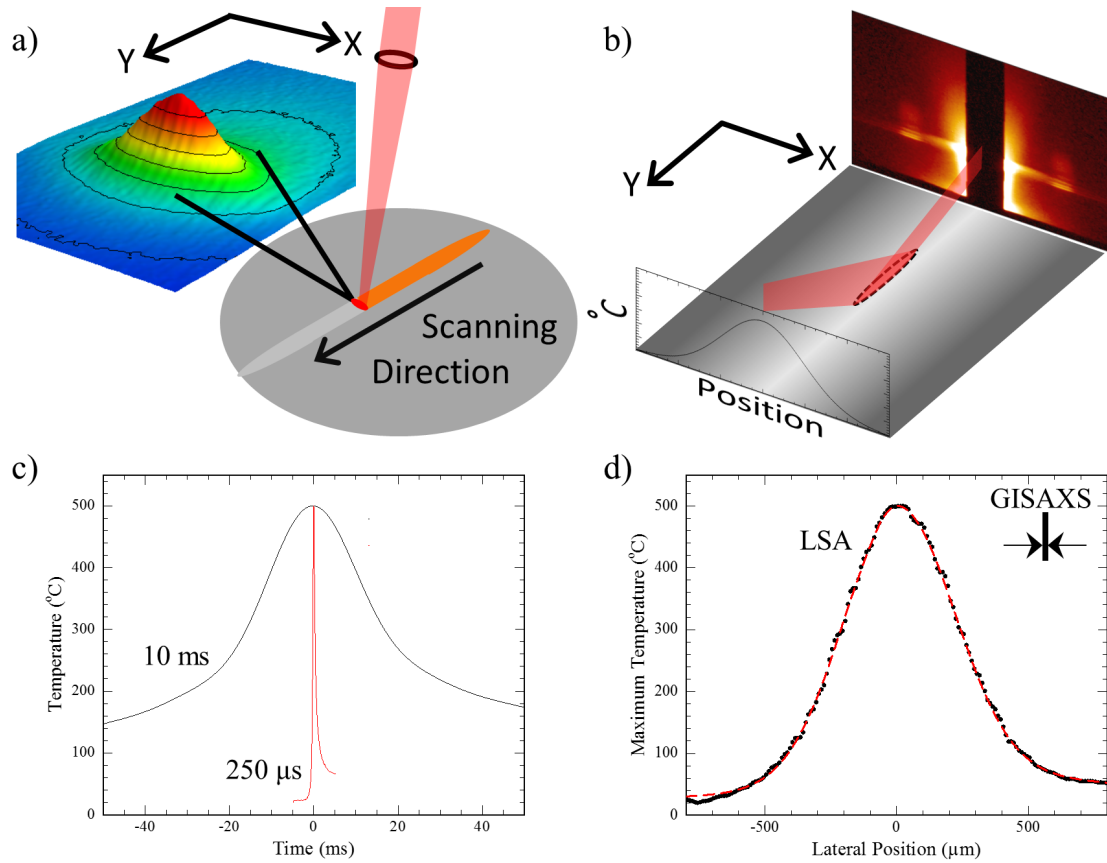 a)
Y
X
Scanning
Direction
b)
Y
X
°C
Position
c)
500
400
300
200
100
0
Temperature (°C)
10 ms
250 µs
-40
-20
0
20
40
Time (ms)
d)
500
400
300
200
100
0
Maximum Temperature (°C)
LSA
GISAXS
-500
0
500
Lateral Position (µm)